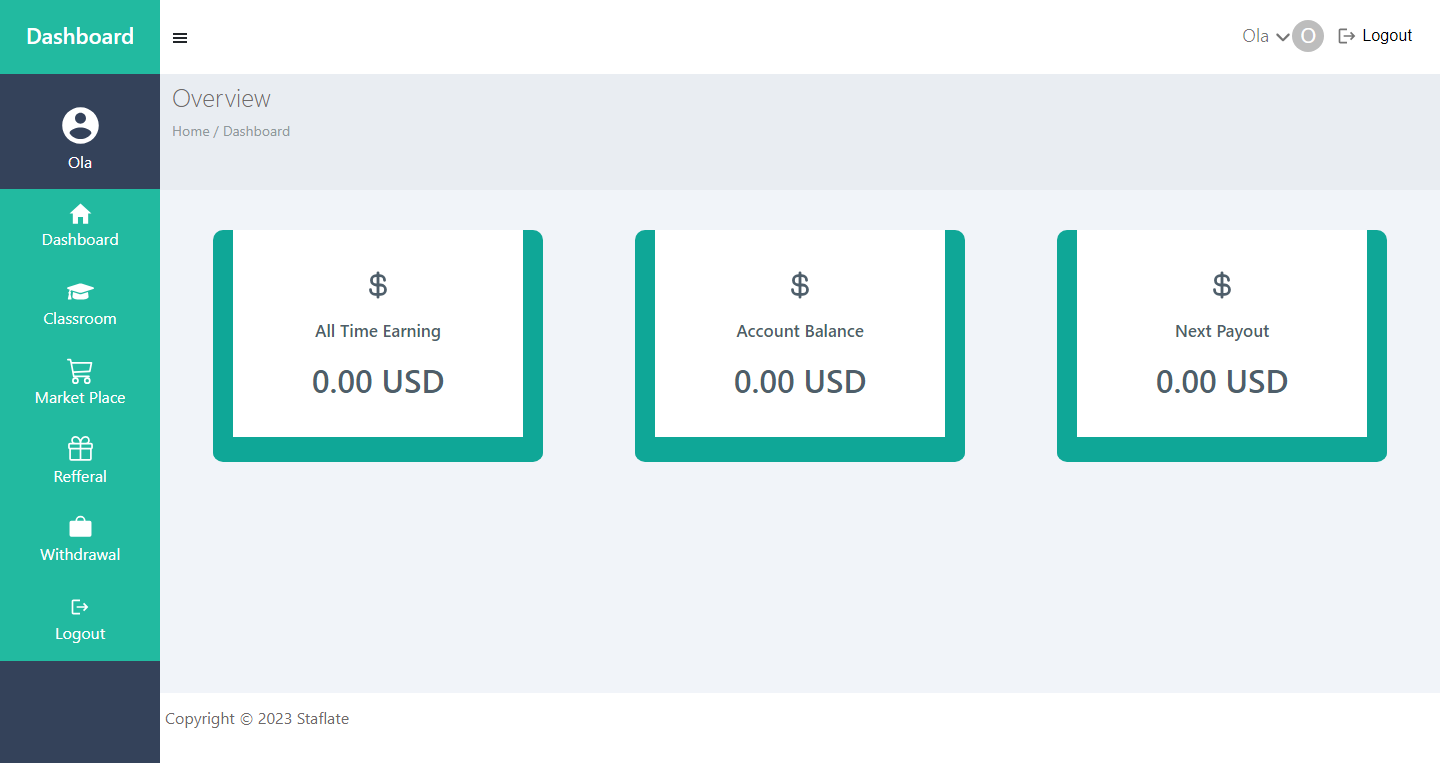 Dashboard
Ola
O
Logout
Overview
Home / Dashboard
Ola
Dashboard
Classroom
Market Place
Refferal
Withdrawal
Logout
$
All Time Earning
0.00 USD
$
Account Balance
0.00 USD
$
Next Payout
0.00 USD
Copyright © 2023 Staflate